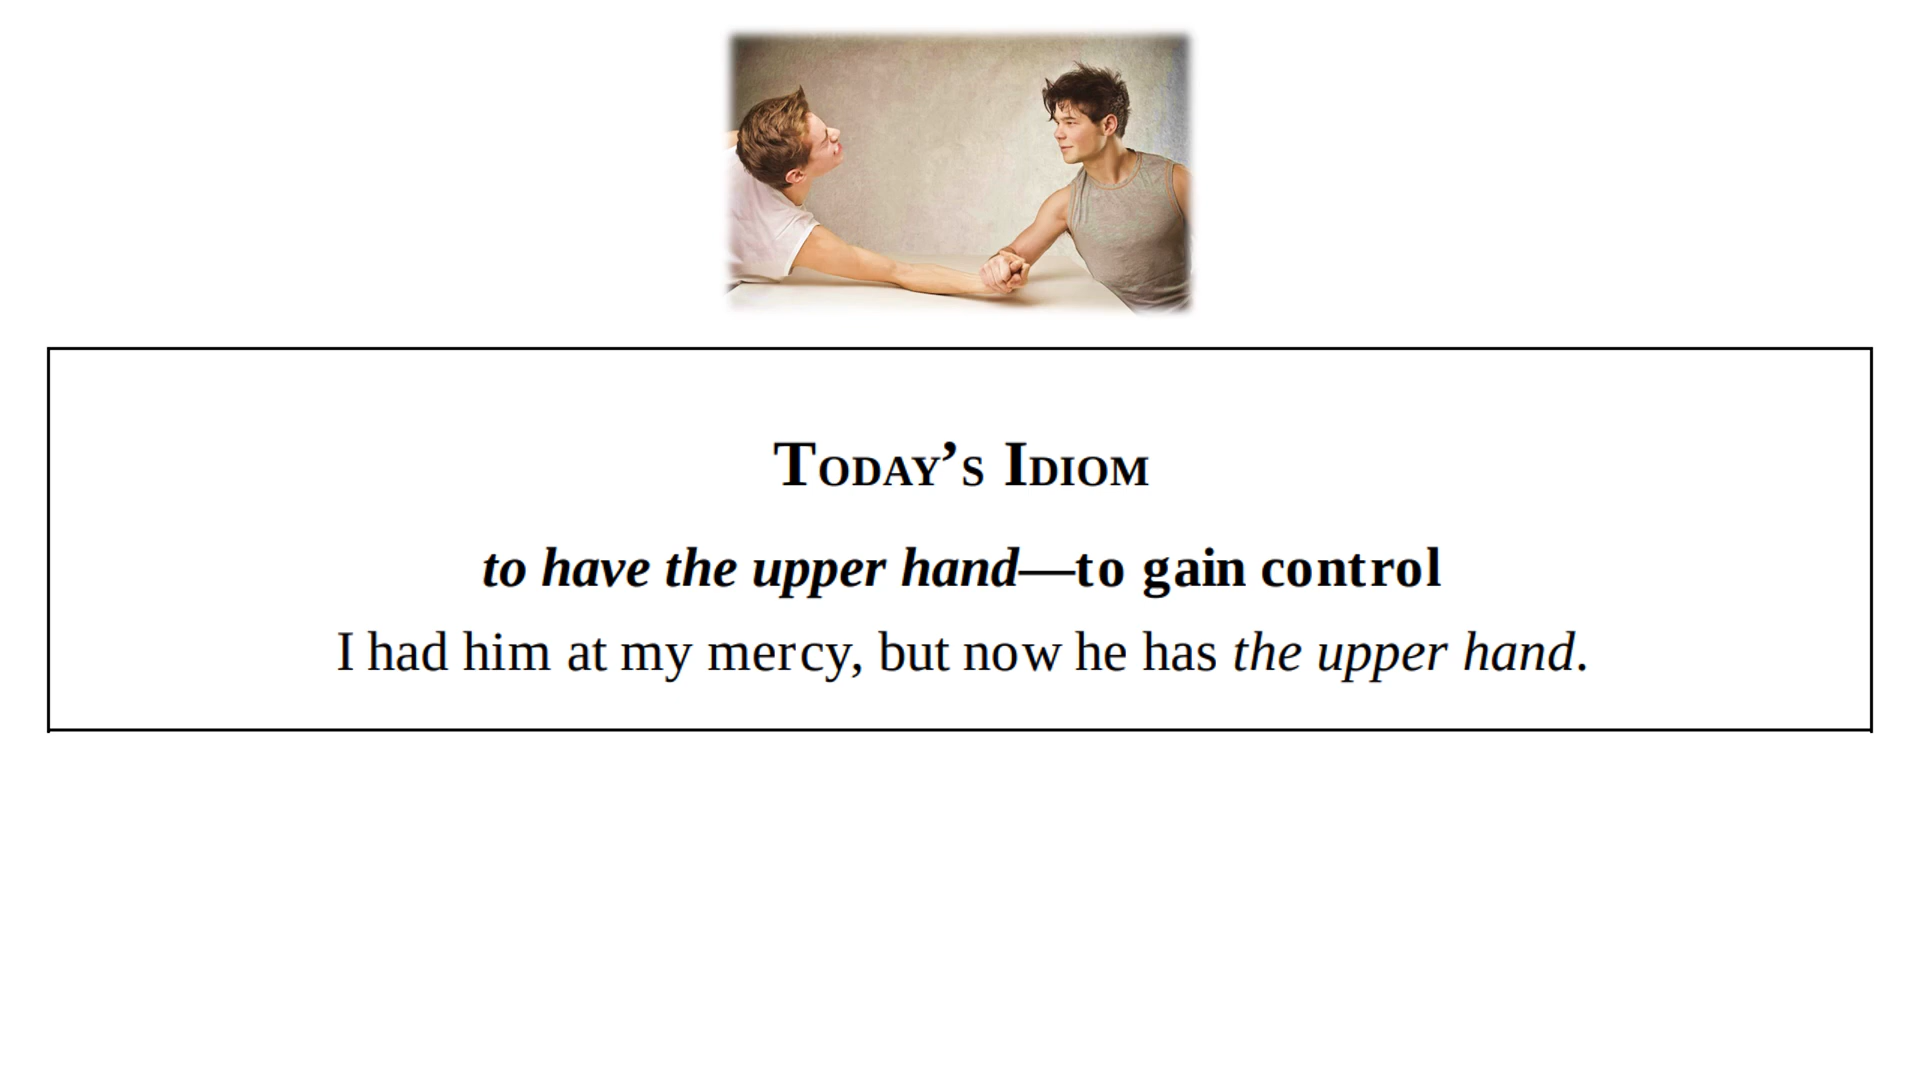 Today’s Idiom
to have the upper hand—to gain control
I had him at my mercy, but now he has the upper hand.